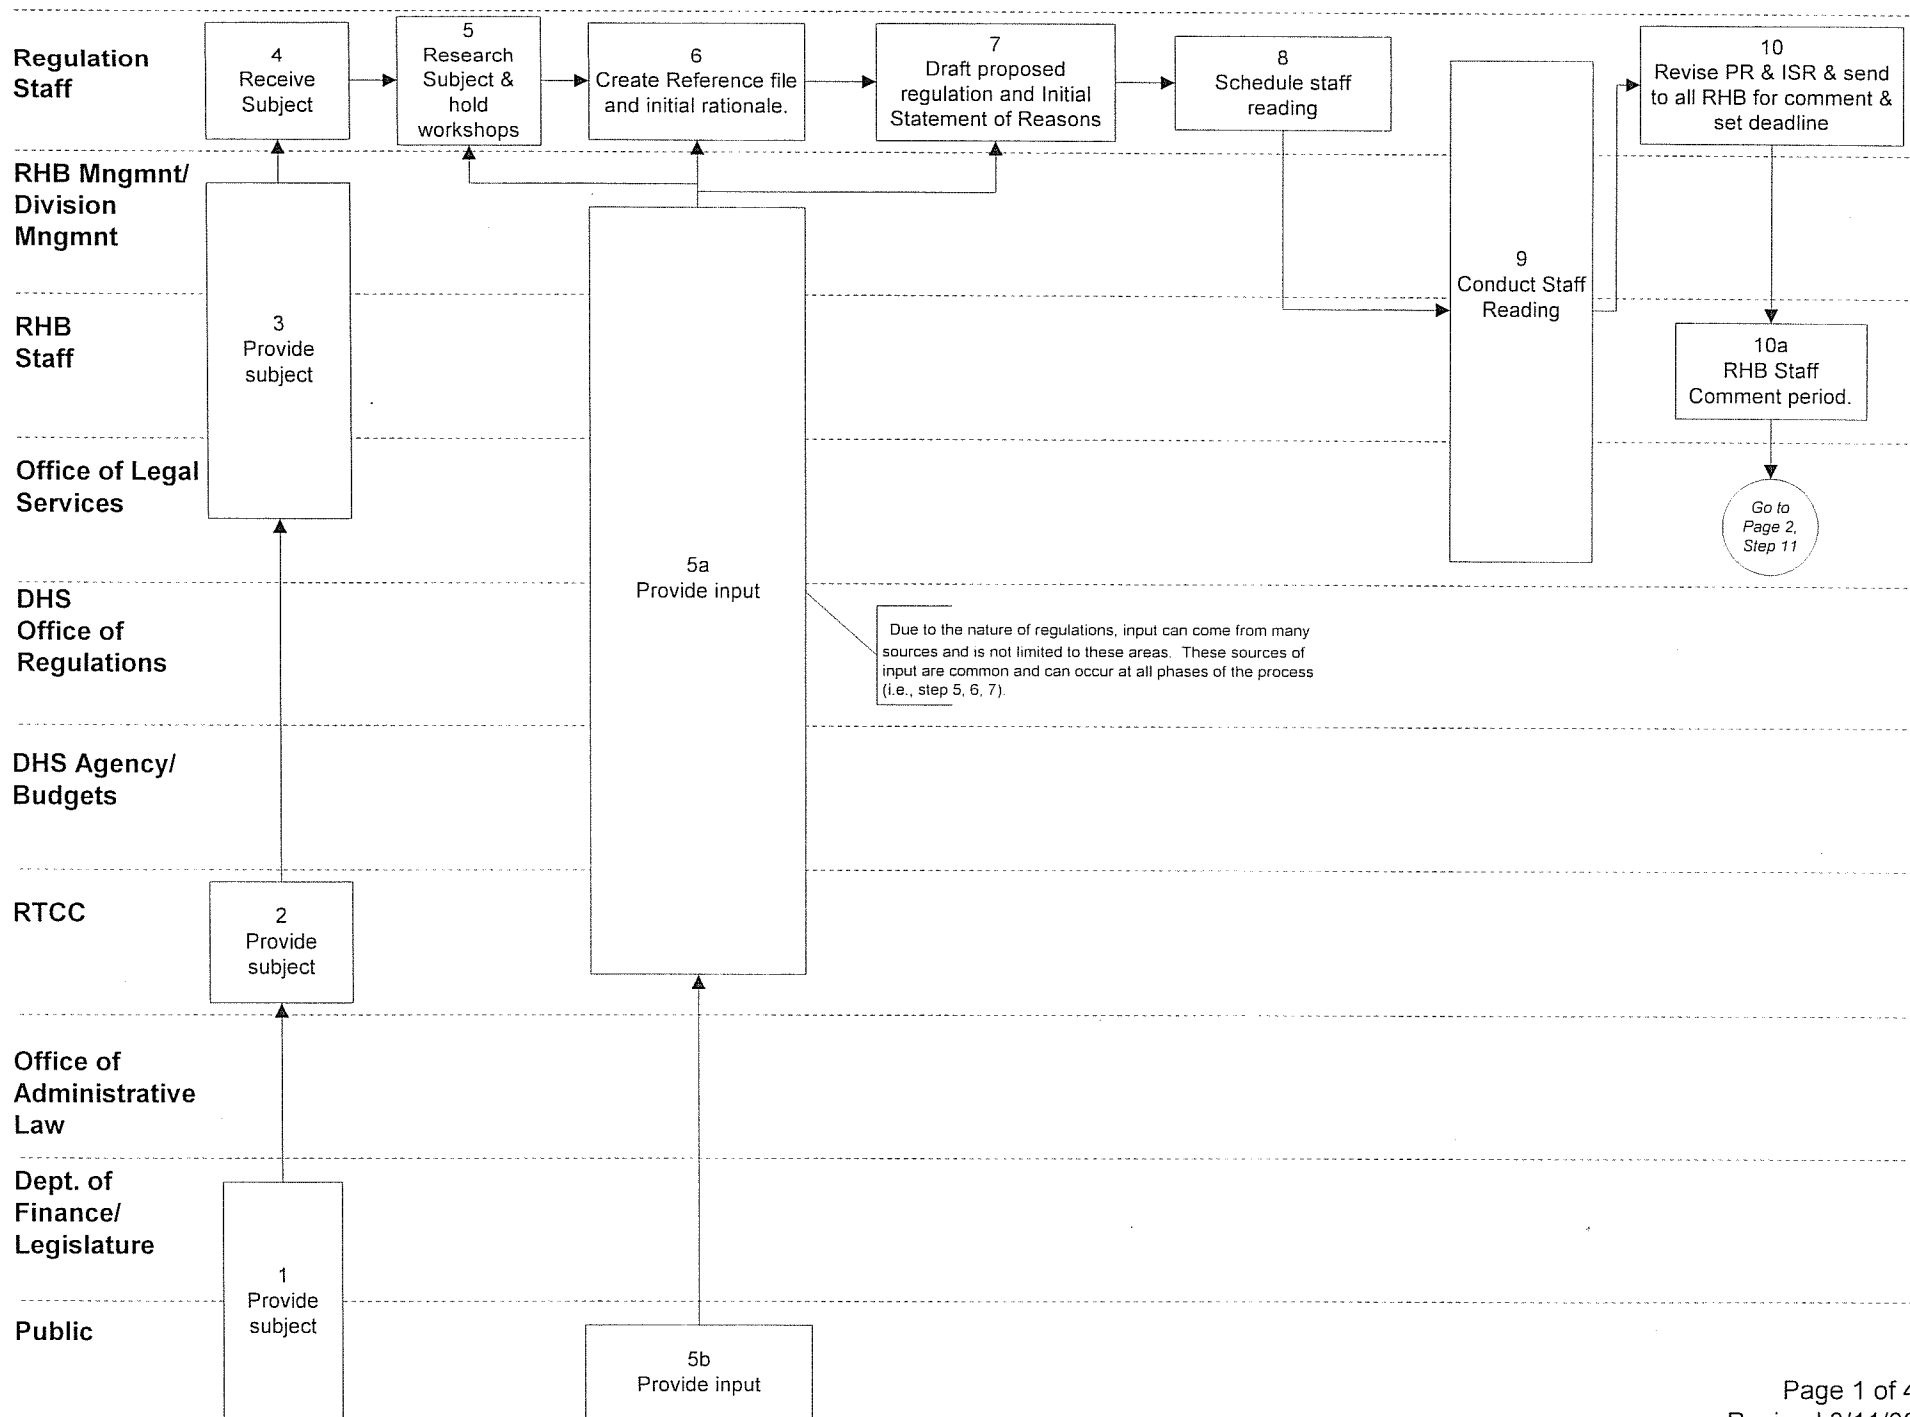 Regulation
Staff
4
Receive
Subject
5
Research
Subject &
hold
workshops
6
Create Reference file
and initial rationale.
7
Draft proposed
regulation and Initial
Statement of Reasons
8
Schedule staff
reading
10
Revise PR & ISR & send
to all RHB for comment &
set deadline
RHB Mngmnt/
Division
Mngmnt
9
Conduct Staff
Reading
RHB
Staff
3
Provide
subject
10a
RHB Staff
Comment period.
Office of Legal
Services
Go to
Page 2,
Step 11
5a
Provide input
DHS
Office of
Regulations
Due to the nature of regulations, input can come from many
sources and is not limited to these areas. These sources of
input are common and can occur at all phases of the process
(i.e., step 5, 6, 7).
DHS Agency/
Budgets
RTCC
2
Provide
subject
Office of
Administrative
Law
Dept. of
Finance/
Legislature
1
Provide
subject
Public
5b
Provide input
Page 1 of 4